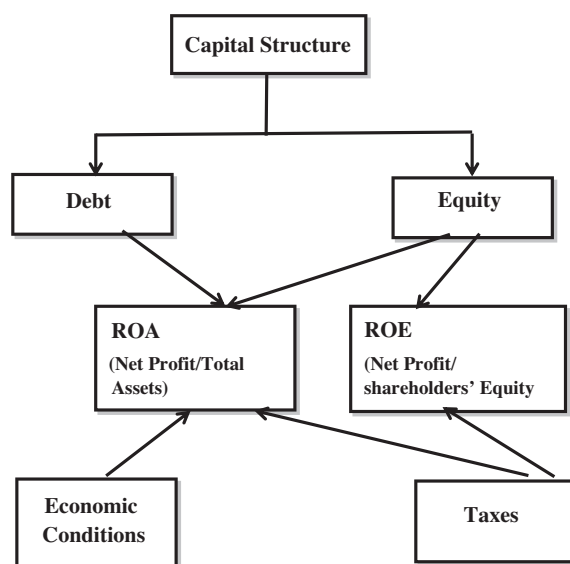 Capital Structure
Debt
Equity
ROA
(Net Profit/Total
Assets)
ROE
(Net Profit/
shareholders’ Equity
Economic
Conditions
Taxes